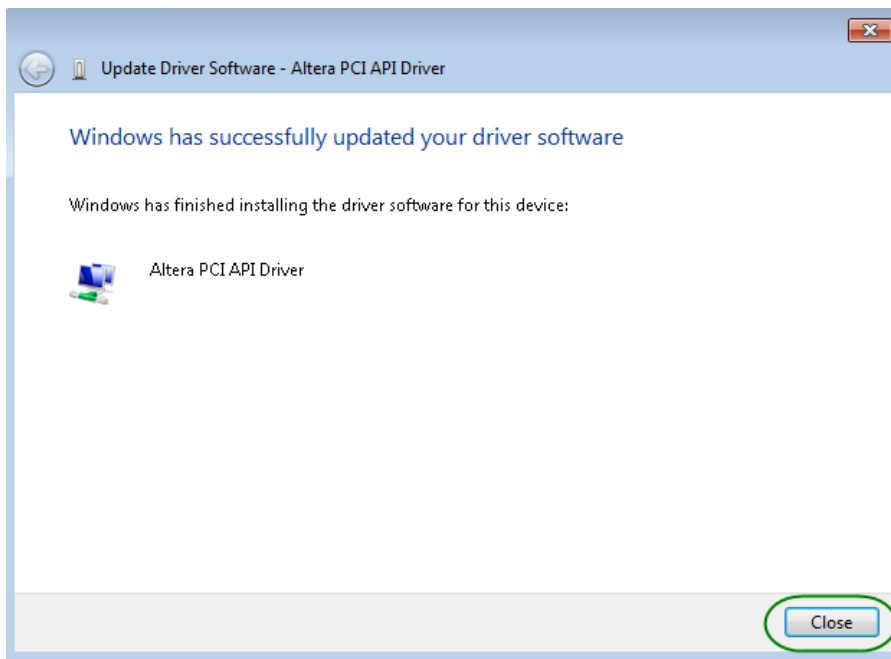 Update Driver Software - Altera PCI API Driver
Windows has successfully updated your driver software
Windows has finished installing the driver software for this device:
Altera PCI API Driver
Close